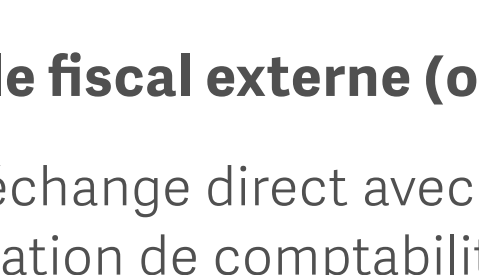 le fiscal externe (o
échange direct avec
ation de comptabilit